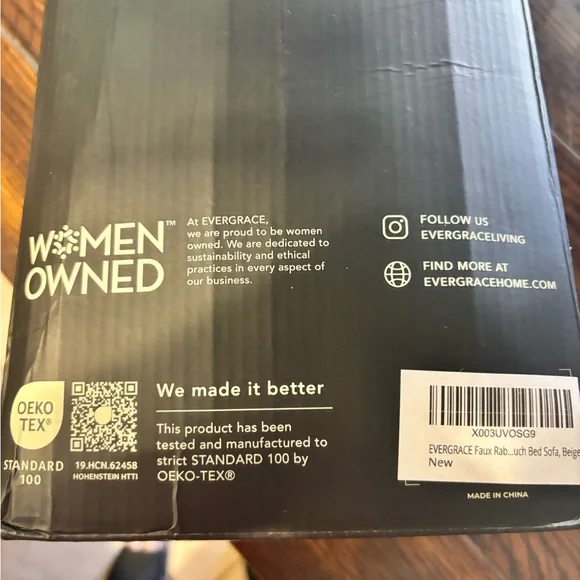 WOMEN™
OWNED
At EVERGRACE,
we are proud to be women
owned. We are dedicated to
sustainability and ethical
practices in every aspect of
our business.
FOLLOW US
EVERGRACELIVING
FIND MORE AT
EVERGRACEHOME.COM
OEKO
TEX®
STANDARD
100
19.HCN.62458
HOHENSTEIN HTTI
We made it better
This product has been
tested and manufactured to
strict STANDARD 100 by
OEKO-TEX®
X003UVOSG9
EVERGRACE Faux Rab...uch Bed Sofa, Beige
New
MADE IN CHINA